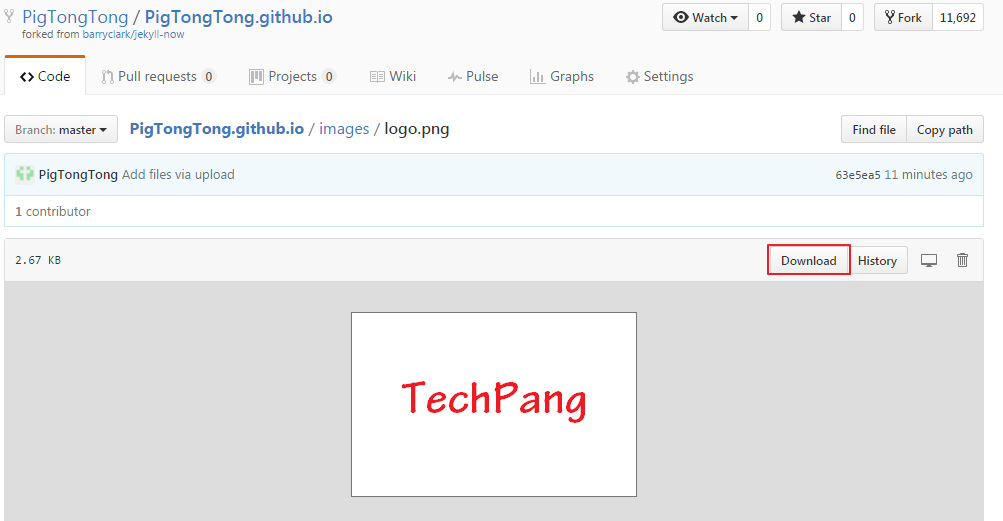 PigTongTong / PigTongTong.github.io
Watch 0
Star 0
Fork 11,692
forked from barryclark/jekyll-now
Code
Pull requests 0
Projects 0
Wiki
Pulse
Graphs
Settings
Branch: master
PigTongTong.github.io / images / logo.png
Find file
Copy path
PigTongTong Add files via upload
63e5ea5 11 minutes ago
1 contributor
2.67 KB
Download
History
TechPang